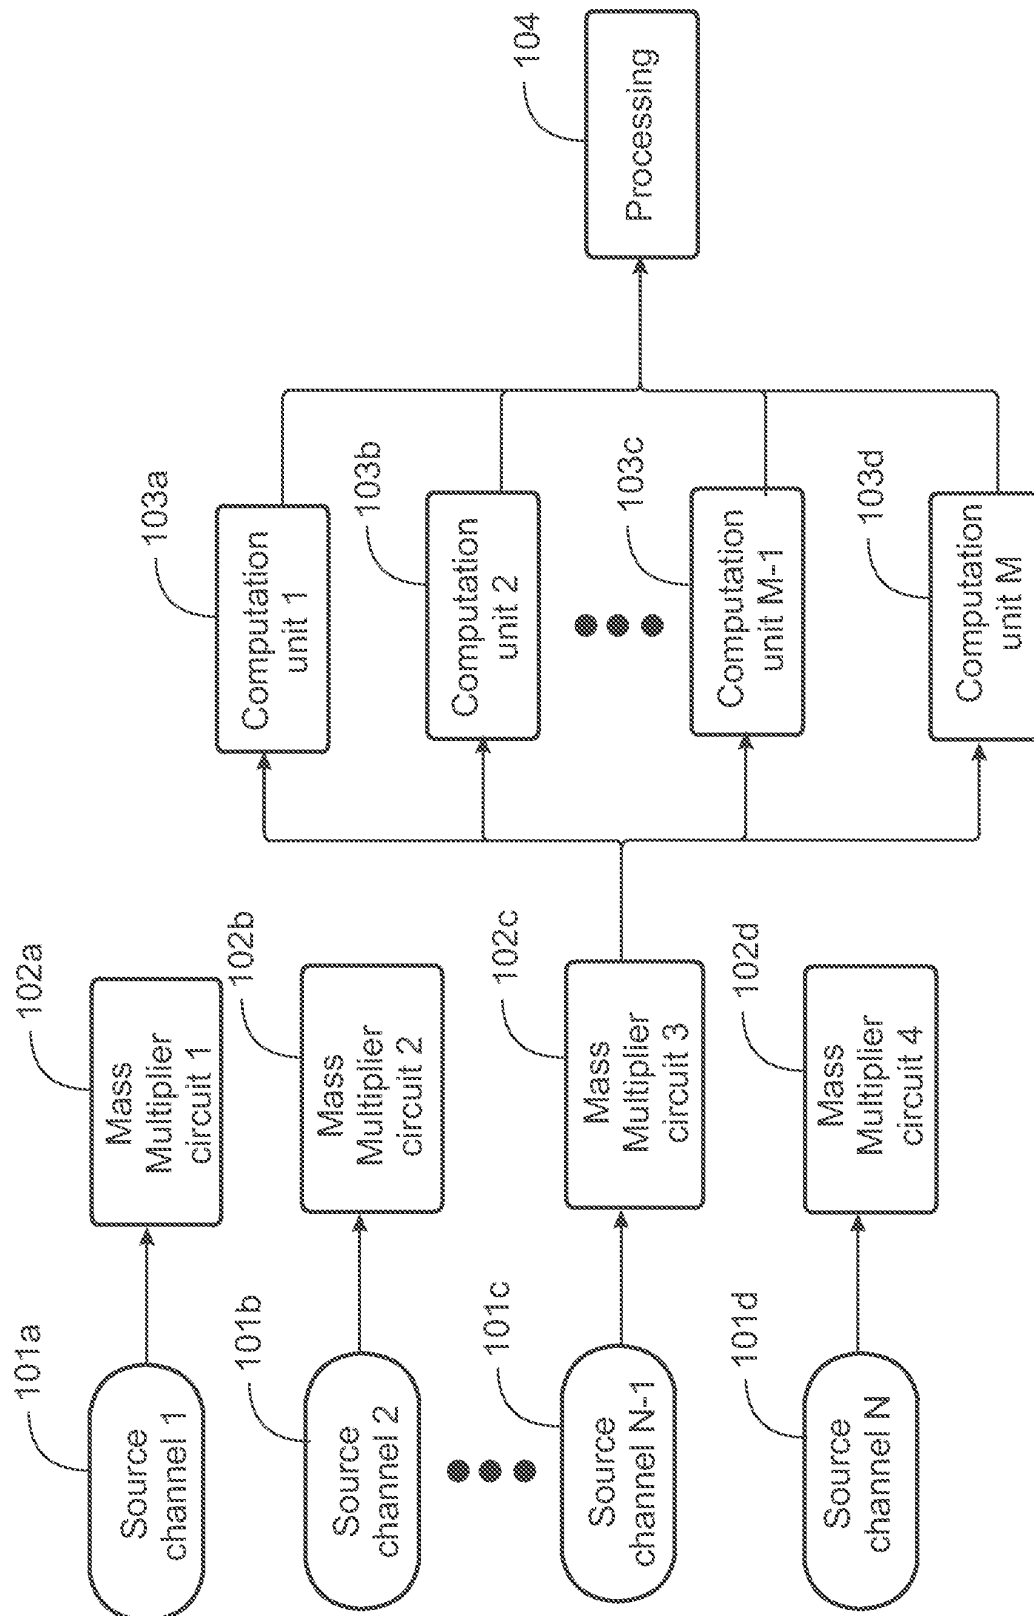 101a
Source
channel 1
102a
Mass
Multiplier
circuit 1
101b
Source
channel 2
102b
Mass
Multiplier
circuit 2
101c
Source
channel N-1
102c
Mass
Multiplier
circuit 3
101d
Source
channel N
102d
Mass
Multiplier
circuit 4
103a
Computation
unit 1
103b
Computation
unit 2
103c
Computation
unit M-1
103d
Computation
unit M
104
Processing